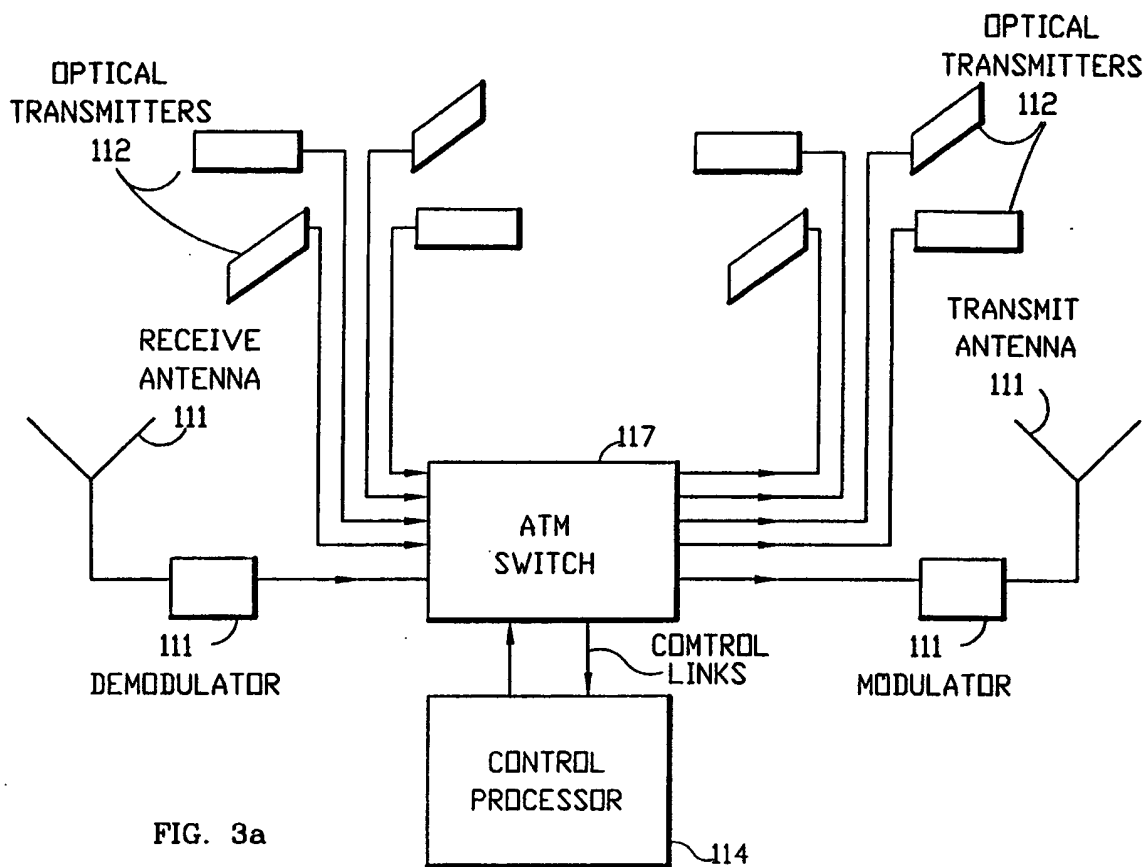 OPTICAL
TRANSMITTERS
112
OPTICAL
TRANSMITTERS
112
RECEIVE
ANTENNA
111
TRANSMIT
ANTENNA
111
117
ATM
SWITCH
111
DEMODULATOR
COMTROL
LINKS
111
MODULATOR
CONTROL
PROCESSOR
114
FIG. 3a